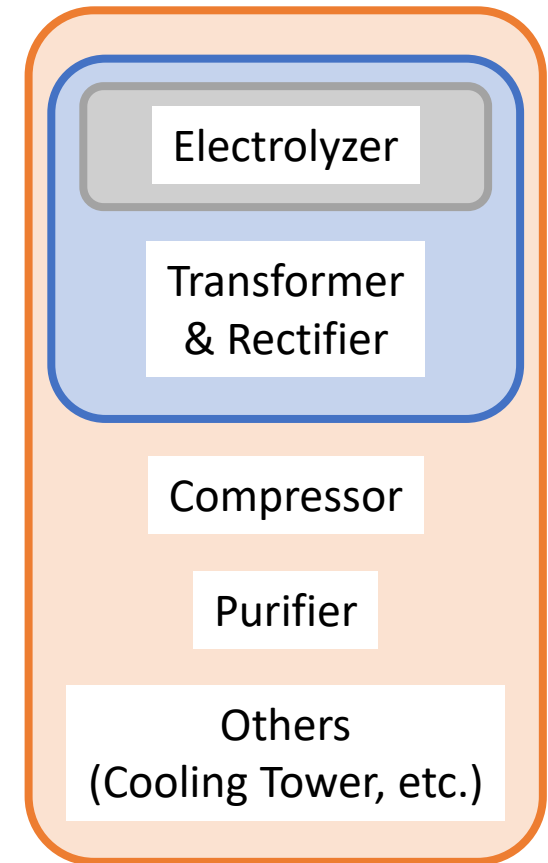 Electrolyzer
Transformer
& Rectifier
Compressor
Purifier
Others
(Cooling Tower, etc.)